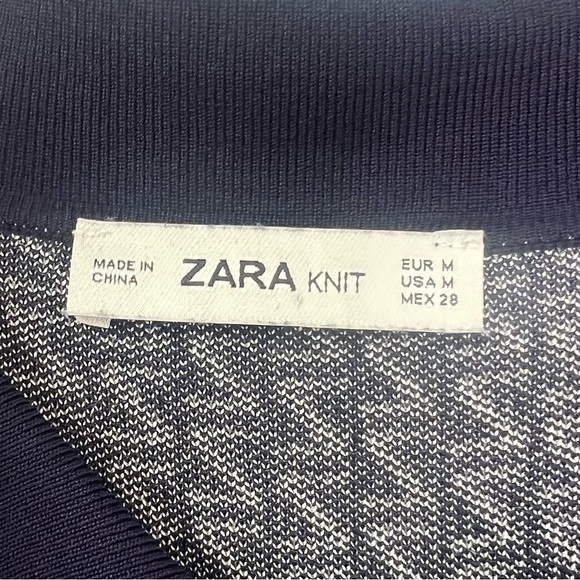 MADE IN
CHINA
ZARA KNIT
EUR M
USA M
MEX 28